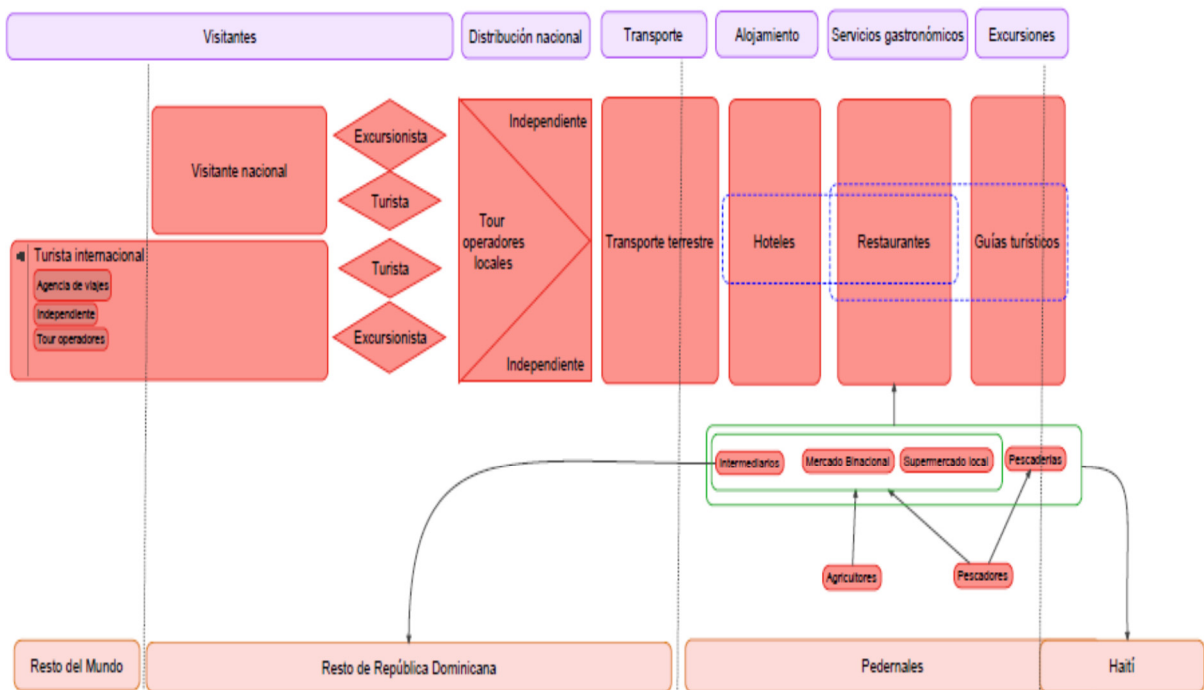 Visitantes
Distribución nacional
Transporte
Alojamiento
Servicios gastronómicos
Excursiones
Visitante nacional
Excursionista
Turista
Turista
Excursionista
Independiente
Tour
operadores
locales
Independiente
Transporte terrestre
Hoteles
Restaurantes
Guías turísticos
Turista internacional
Agencia de viajes
Independiente
Tour operadores
Intermediarios
Mercado Binacional
Supermercado local
Pescaderías
Agricultores
Pescadores
Resto del Mundo
Resto de República Dominicana
Pedernales
Haití